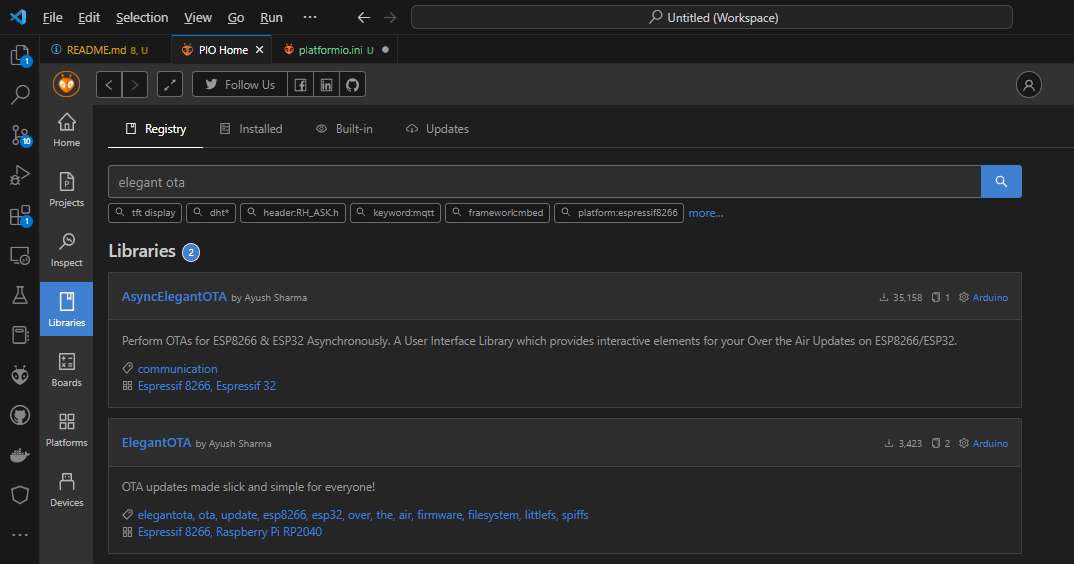 File Edit Selection View Go Run ··· Untitled (Workspace)
README.md 8, U PIO Home platformio.ini U
1
Follow Us
Home
Registry Installed Built-in Updates
10
Projects
elegant ota
1
tft display dht* header:RH_ASK.h keyword:mqtt framework:mbed platform:espressif8266 more...
Inspect
Libraries 2
Libraries
AsyncElegantOTA by Ayush Sharma 35,158 1 Arduino
Perform OTAs for ESP8266 & ESP32 Asynchronously. A User Interface Library which provides interactive elements for your Over the Air Updates on ESP8266/ESP32.
communication
Boards
Espressif 8266, Espressif 32
Platforms
ElegantOTA by Ayush Sharma 3,423 2 Arduino
OTA updates made slick and simple for everyone!
Devices
elegantota, ota, update, esp8266, esp32, over, the, air, firmware, filesystem, littlefs, spiffs
Espressif 8266, Raspberry Pi RP2040